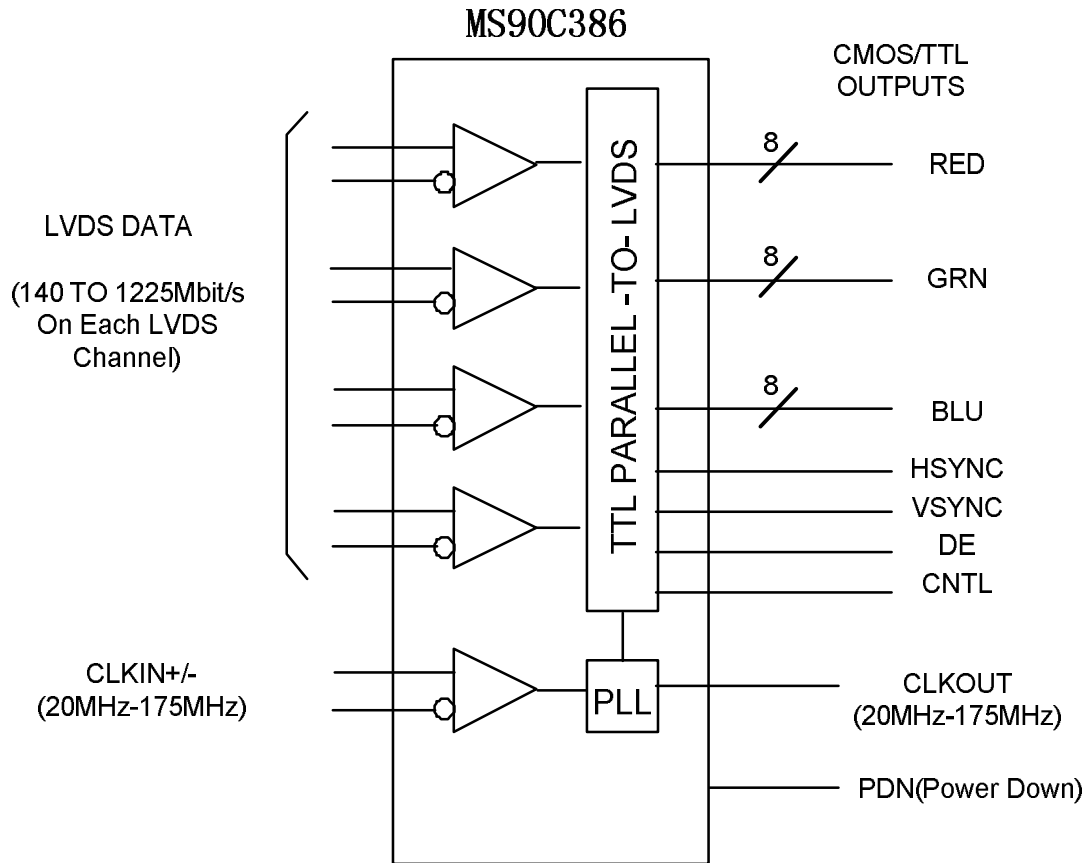 MS90C386
CMOS/TTL
OUTPUTS
LVDS DATA
(140 TO 1225Mbit/s
On Each LVDS
Channel)
TTL PARALLEL -TO- LVDS
8
RED
8
GRN
8
BLU
HSYNC
VSYNC
DE
CNTL
CLKIN+/-
(20MHz-175MHz)
PLL
CLKOUT
(20MHz-175MHz)
PDN(Power Down)